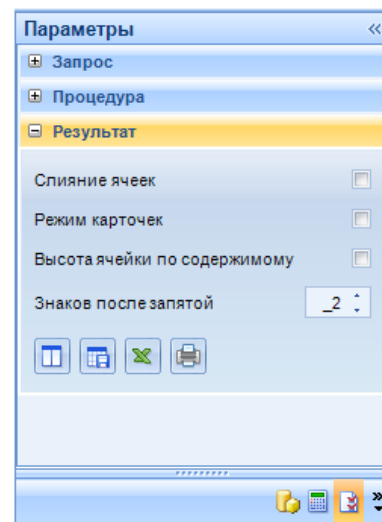 Параметры
Запрос
Процедура
Результат
Слияние ячеек
Режим карточек
Высота ячейки по содержимому
Знаков после запятой _2